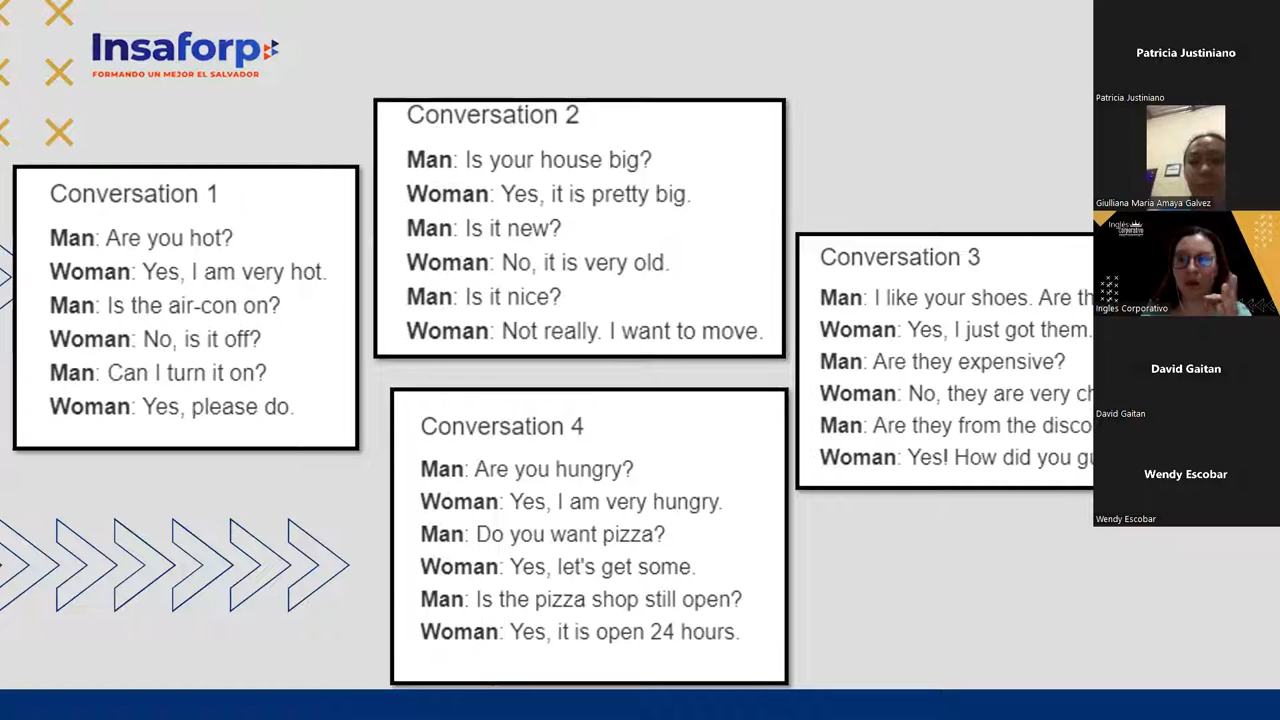 Insaforp
FORMANDO UN MEJOR EL SALVADOR
Conversation 1
Man: Are you hot?
Woman: Yes, I am very hot.
Man: Is the air-con on?
Woman: No, is it off?
Man: Can I turn it on?
Woman: Yes, please do.
Conversation 2
Man: Is your house big?
Woman: Yes, it is pretty big.
Man: Is it new?
Woman: No, it is very old.
Man: Is it nice?
Woman: Not really. I want to move.
Conversation 4
Man: Are you hungry?
Woman: Yes, I am very hungry.
Man: Do you want pizza?
Woman: Yes, let's get some.
Man: Is the pizza shop still open?
Woman: Yes, it is open 24 hours.
Conversation 3
Man: I like your shoes. Are
Woman: Yes, I just got them.
Man: Are they expensive?
Woman: No, they are very
Man: Are they from the
Woman: Yes! How did you
Patricia Justiniano
Patricia Justiniano
Giulliana Maria Amaya Galvez
Inglés
Corporativo
Ingles Corporativo
David Gaitan
David Gaitan
Wendy Escobar
Wendy Escobar